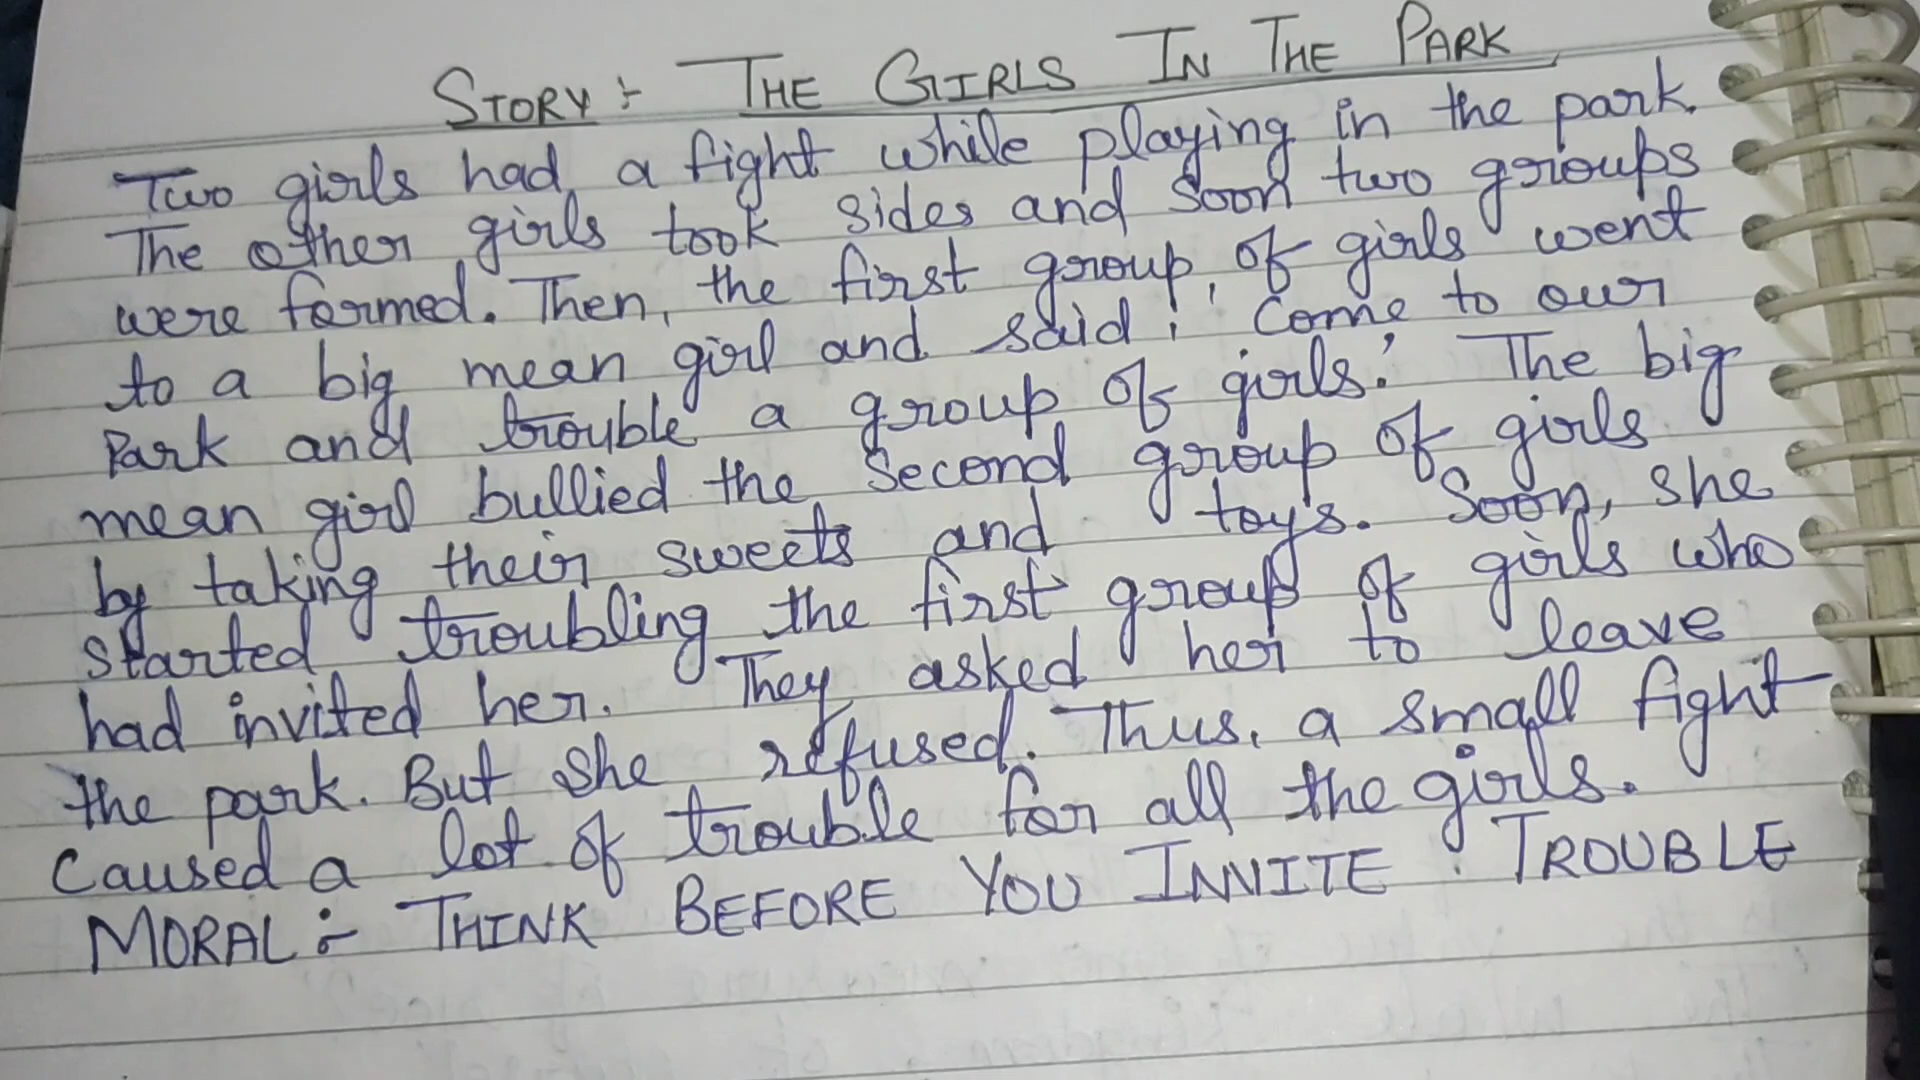 STORY :- THE GIRLS IN THE PARK
Two girls had a fight while playing in the park.
The other girls took sides and soon two groups
were formed. Then, the first group, of girls went
to a big mean girl and said: 'Come to our
Park and trouble a group of girls.' The big
mean girl bullied the second group of girls
by taking their sweets and toys. Soon, she
started troubling the first group of girls who
had invited her. They asked her to leave
the park. But she refused. Thus, a small fight
caused a lot of trouble for all the girls.
MORAL :- THINK BEFORE YOU INVITE TROUBLE